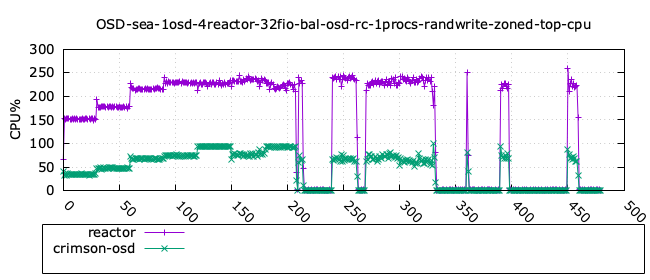 OSD-sea-1osd-4reactor-32fio-bal-osd-rc-1procs-randwrite-zoned-top-cpu
300
250
200
150
100
50
0
CPU%
0 50 100 150 200 250 300 350 400 450 500
reactor
crimson-osd